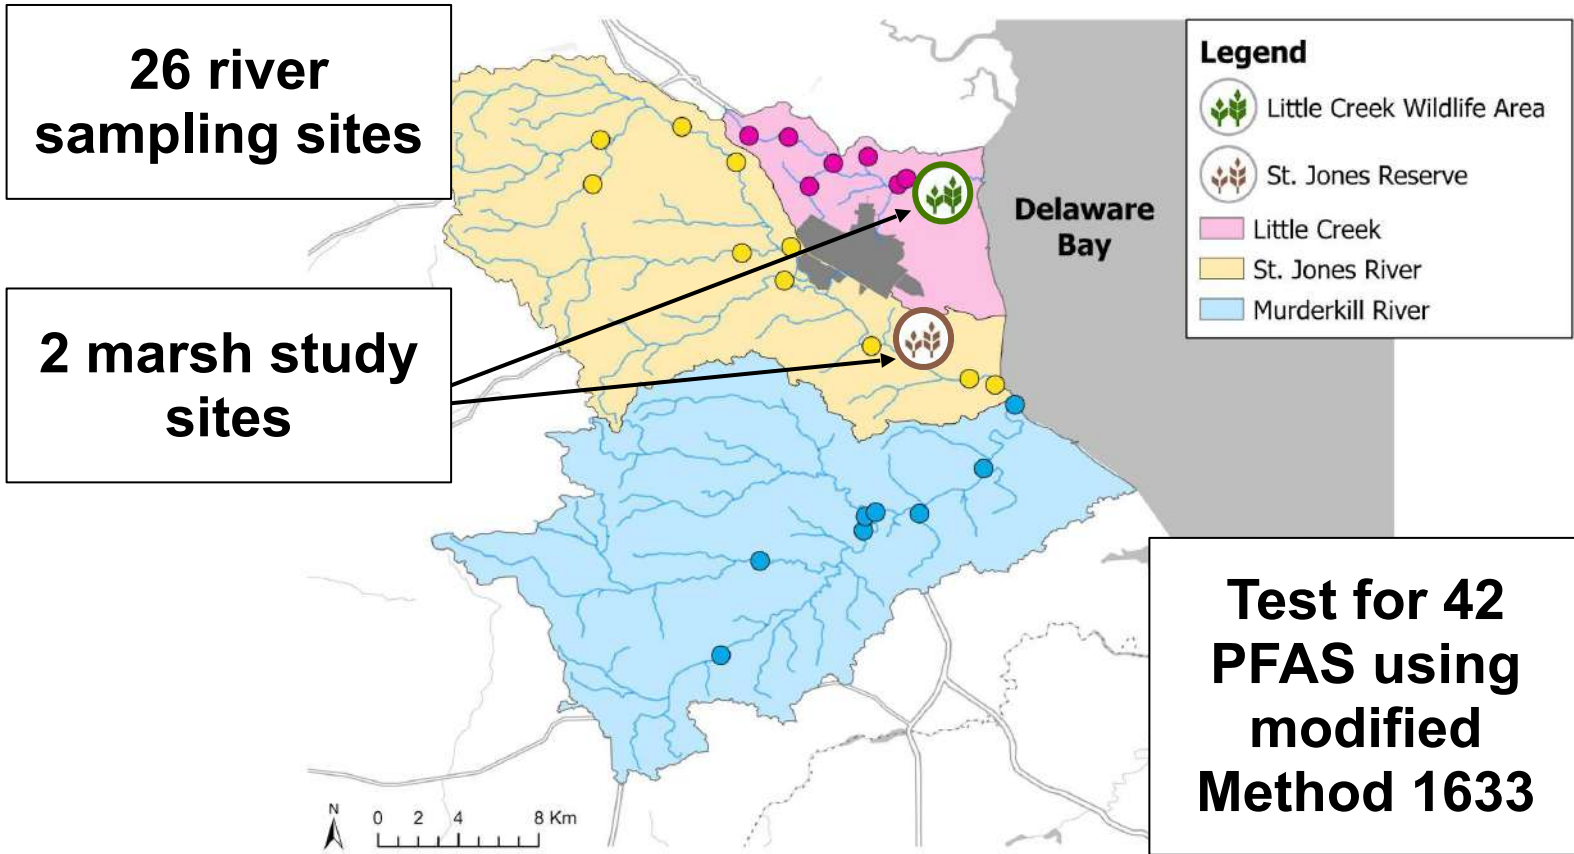 26 river
sampling sites
2 marsh study
sites
Delaware
Bay
Legend
Little Creek Wildlife Area
St. Jones Reserve
Little Creek
St. Jones River
Murderkill River
Test for 42
PFAS using
modified
Method 1633
N
0 2 4 8 Km